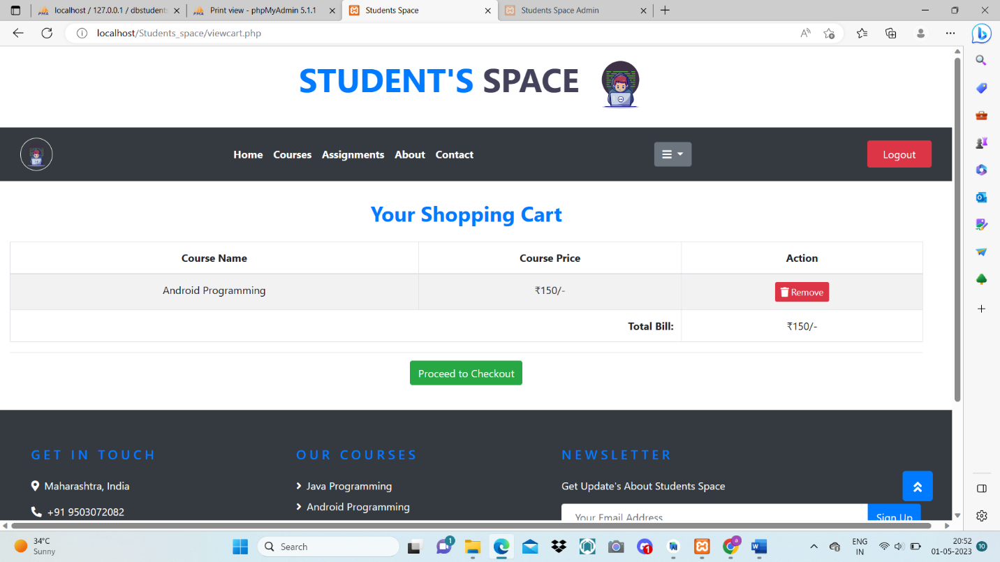 localhost / 127.0.0.1 / dbstudent
Print view - phpMyAdmin 5.1.1
Students Space
Students Space Admin
localhost/Students_space/viewcart.php
STUDENT'S SPACE
Home Courses Assignments About Contact
Logout
Your Shopping Cart
Course Name Course Price Action
Android Programming ₹150/- Remove
Total Bill: ₹150/-
Proceed to Checkout
GET IN TOUCH
Maharashtra, India
+91 9503072082
OUR COURSES
Java Programming
Android Programming
NEWSLETTER
Get Update's About Students Space
Your Email Address
Sign Up
34°C
Sunny
Search
1
1
a
ENG
IN
20:52
01-05-2023
10